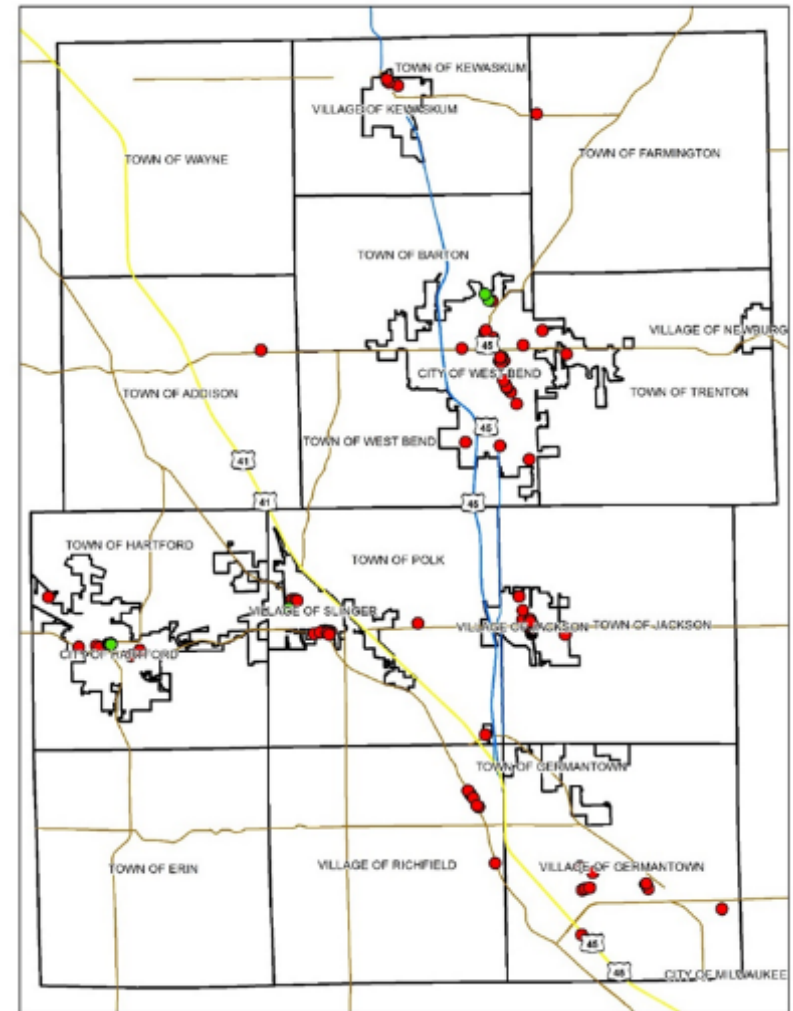 TOWN OF KEWASKUM
VILLAGE OF KEWASKUM
TOWN OF WAYNE
TOWN OF FARMINGTON
TOWN OF BARTON
VILLAGE OF NEWBURG
45
CITY OF WEST BEND
TOWN OF ADDISON
TOWN OF TRENTON
45
TOWN OF WEST BEND
41
41
45
TOWN OF HARTFORD
TOWN OF POLK
VILLAGE OF SLINGER
VILLAGE OF JACKSON
TOWN OF JACKSON
CITY OF HARTFORD
TOWN OF GERMANTOWN
TOWN OF ERIN
VILLAGE OF RICHFIELD
VILLAGE OF GERMANTOWN
45
45
CITY OF MILWAUKEE